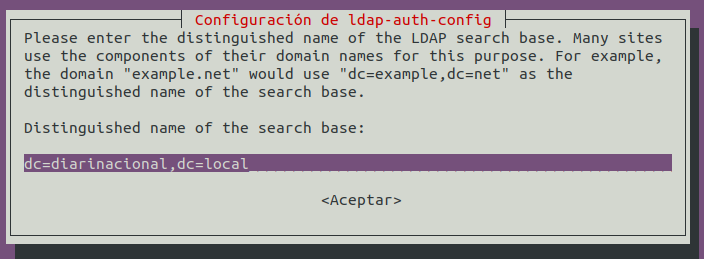 Configuración de ldap-auth-config
Please enter the distinguished name of the LDAP search base. Many sites
use the components of their domain names for this purpose. For example,
the domain "example.net" would use "dc=example,dc=net" as the
distinguished name of the search base.
Distinguished name of the search base:
dc=diarinacional,dc=local
<Aceptar>